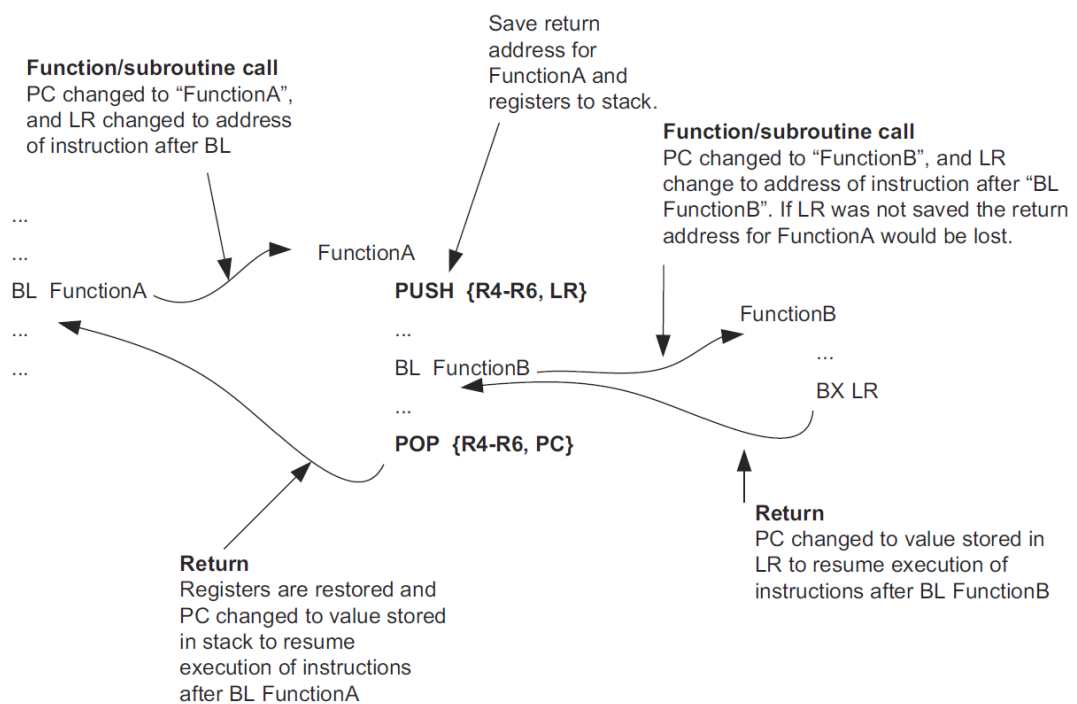 Save return
address for
FunctionA and
registers to stack.
Function/subroutine call
PC changed to “FunctionA”,
and LR changed to address
of instruction after BL
Function/subroutine call
PC changed to “FunctionB”, and LR
change to address of instruction after “BL
FunctionB”. If LR was not saved the return
address for FunctionA would be lost.
...
...
BL FunctionA
...
...
FunctionA
PUSH {R4-R6, LR}
...
BL FunctionB
...
POP {R4-R6, PC}
FunctionB
...
BX LR
Return
PC changed to value stored in
LR to resume execution of
instructions after BL FunctionB
Return
Registers are restored and
PC changed to value stored
in stack to resume
execution of instructions
after BL FunctionA